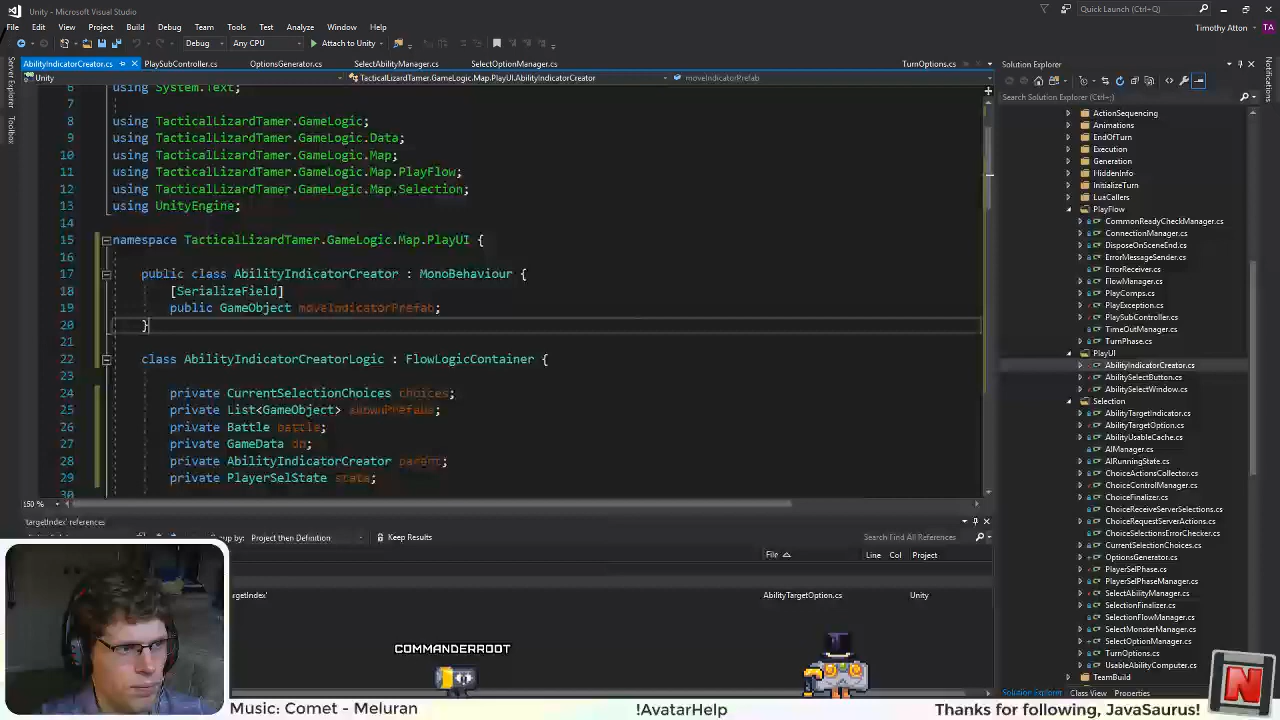 Unity - Microsoft Visual Studio
Quick Launch (Ctrl+;)
File Edit View Project Build Debug Team Tools Test Analyze Window Help
Timothy Atton TA
Debug Any CPU Attach to Unity
AbilityIndicatorCreator.cs PlaySubController.cs OptionsGenerator.cs SelectAbilityManager.cs SelectOptionManager.cs TurnOptions.cs
Unity TacticalLizardTamer.GameLogic.Map.PlayUI.AbilityIndicatorCreator moveIndicatorPrefab
Server Explorer
Toolbox
6 using System.Text;
7
8 using TacticalLizardTamer.GameLogic;
9 using TacticalLizardTamer.GameLogic.Data;
10 using TacticalLizardTamer.GameLogic.Map;
11 using TacticalLizardTamer.GameLogic.Map.PlayFlow;
12 using TacticalLizardTamer.GameLogic.Map.Selection;
13 using UnityEngine;
14
15 namespace TacticalLizardTamer.GameLogic.Map.PlayUI {
16
17 public class AbilityIndicatorCreator : MonoBehaviour {
18 [SerializeField]
19 public GameObject moveIndicatorPrefab;
20 }
21
22 class AbilityIndicatorCreatorLogic : FlowLogicContainer {
23
24 private CurrentSelectionChoices choices;
25 private List<GameObject> shownPrefabs;
26 private Battle battle;
27 private GameData dp;
28 private AbilityIndicatorCreator parent;
29 private PlayerSelState state;
30
150 %
'TargetIndex' references
Group by: Project then Definition Keep Results Search Find All References
File Line Col Project
AbilityTargetOption.cs Unity
Solution Explorer
Search Solution Explorer (Ctrl+;)
ActionSequencing
Animations
EndOfTurn
Execution
Generation
HiddenInfo
InitializeTurn
LuaCallers
PlayFlow
CommonReadyCheckManager.cs
ConnectionManager.cs
DisposeOnSceneEnd.cs
ErrorMessageSender.cs
ErrorReceiver.cs
FlowManager.cs
PlayComps.cs
PlayException.cs
PlaySubController.cs
TimeOutManager.cs
TurnPhase.cs
PlayUI
AbilityIndicatorCreator.cs
AbilitySelectButton.cs
AbilitySelectWindow.cs
Selection
AbilityTargetIndicator.cs
AbilityTargetOption.cs
AbilityUsableCache.cs
AIManager.cs
AIRunningState.cs
ChoiceActionsCollector.cs
ChoiceControlManager.cs
ChoiceFinalizer.cs
ChoiceReceiveServerSelections.cs
ChoiceRequestServerActions.cs
ChoiceSelectionsErrorChecker.cs
CurrentSelectionChoices.cs
OptionsGenerator.cs
PlayerSelPhase.cs
PlayerSelPhaseManager.cs
SelectAbilityManager.cs
SelectionFinalizer.cs
SelectionFlowManager.cs
SelectMonsterManager.cs
SelectOptionManager.cs
TurnOptions.cs
UsableAbilityComputer.cs
TeamBuild
Solution Explorer Class View Properties
Notifications
COMMANDERROOT
N
Music: Comet - Meluran !AvatarHelp Thanks for following, JavaSaurus!